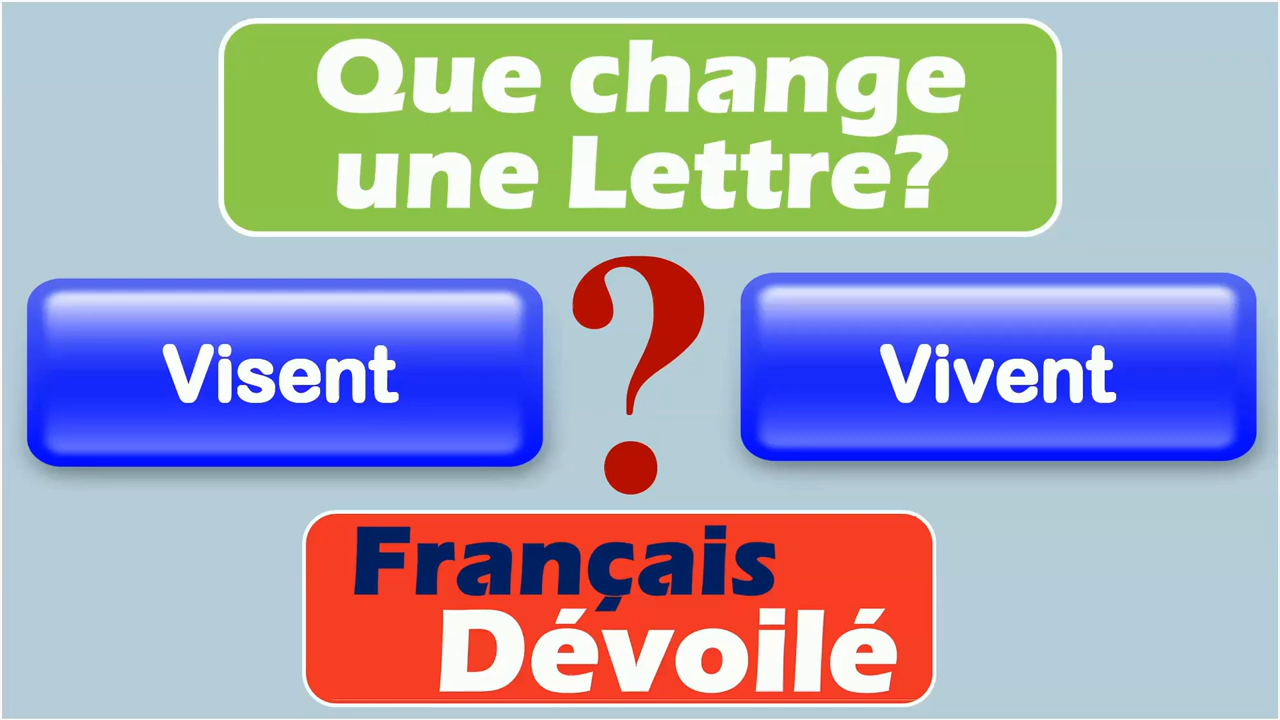 Que change
une Lettre?
Visent
?
Vivent
Français
Dévoilé